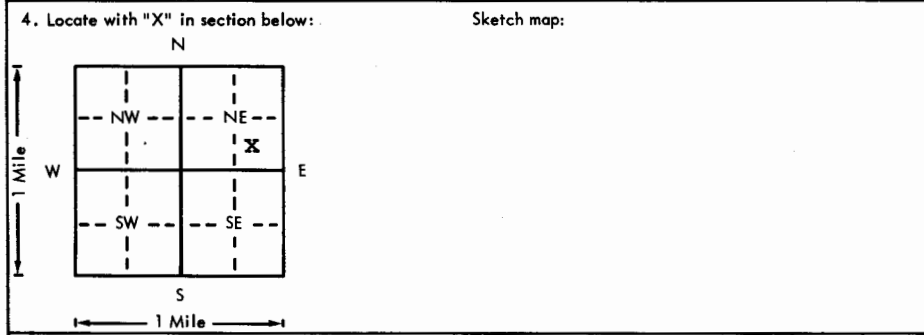 4. Locate with "X" in section below:
Sketch map:
N
NW
NE
X
W
E
1 Mile
SW
SE
S
1 Mile